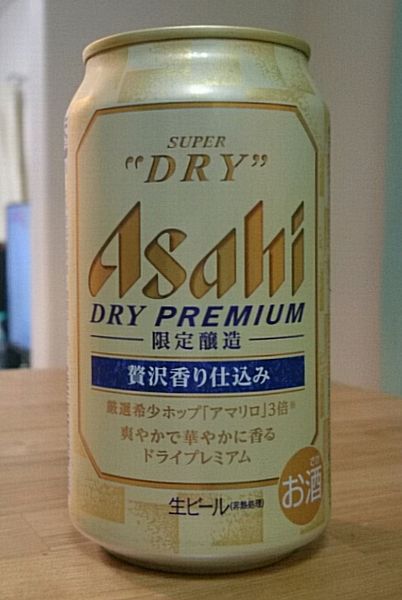 SUPER
"DRY"
Asahi
DRY PREMIUM
限定醸造
贅沢香り仕込み
厳選希少ホップ「アマリロ」3倍※
爽やかで華やかに香る
ドライプレミアム
生ビール(非熱処理)
お酒